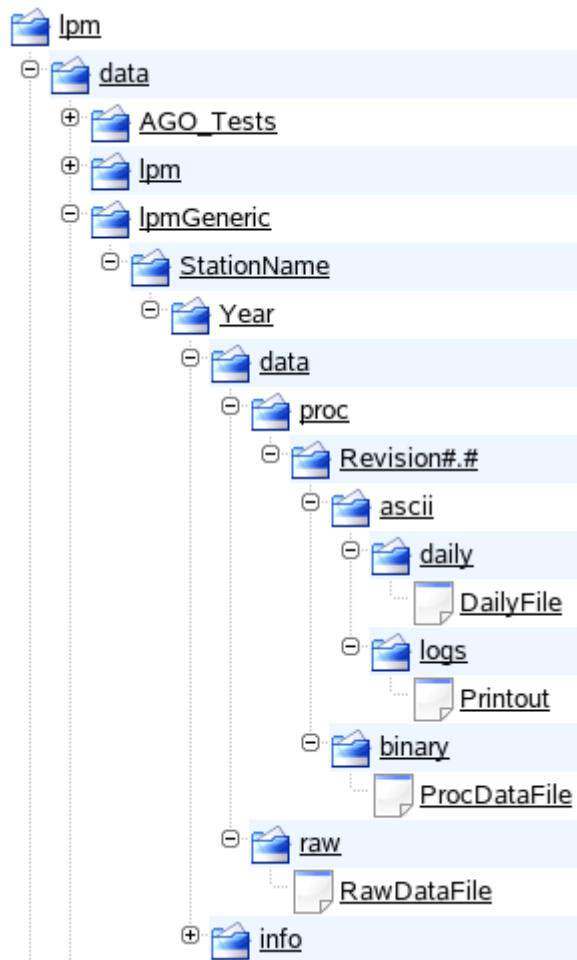 lpm
data
AGO_Tests
lpm
lpmGeneric
StationName
Year
data
proc
Revision#.#
ascii
daily
DailyFile
logs
Printout
binary
ProcDataFile
raw
RawDataFile
info